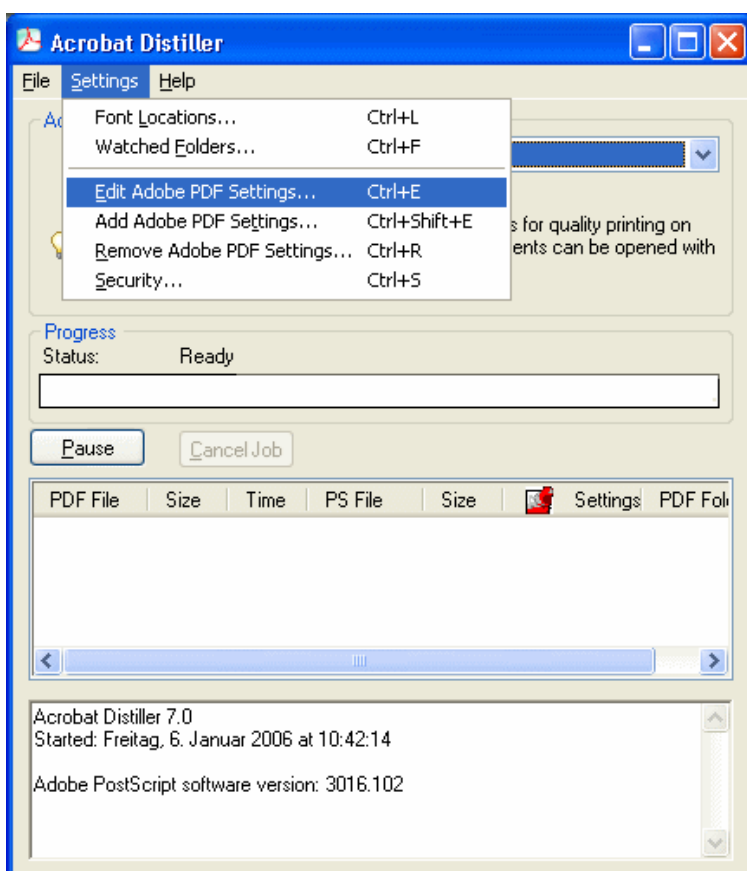 Acrobat Distiller
File Settings Help
Font Locations... Ctrl+L
Watched Folders... Ctrl+F
Edit Adobe PDF Settings... Ctrl+E
Add Adobe PDF Settings... Ctrl+Shift+E
Remove Adobe PDF Settings... Ctrl+R
Security... Ctrl+S
s for quality printing on
ents can be opened with
Progress
Status: Ready
Pause Cancel Job
PDF File Size Time PS File Size Settings PDF Fol
Acrobat Distiller 7.0
Started: Freitag, 6. Januar 2006 at 10:42:14
Adobe PostScript software version: 3016.102